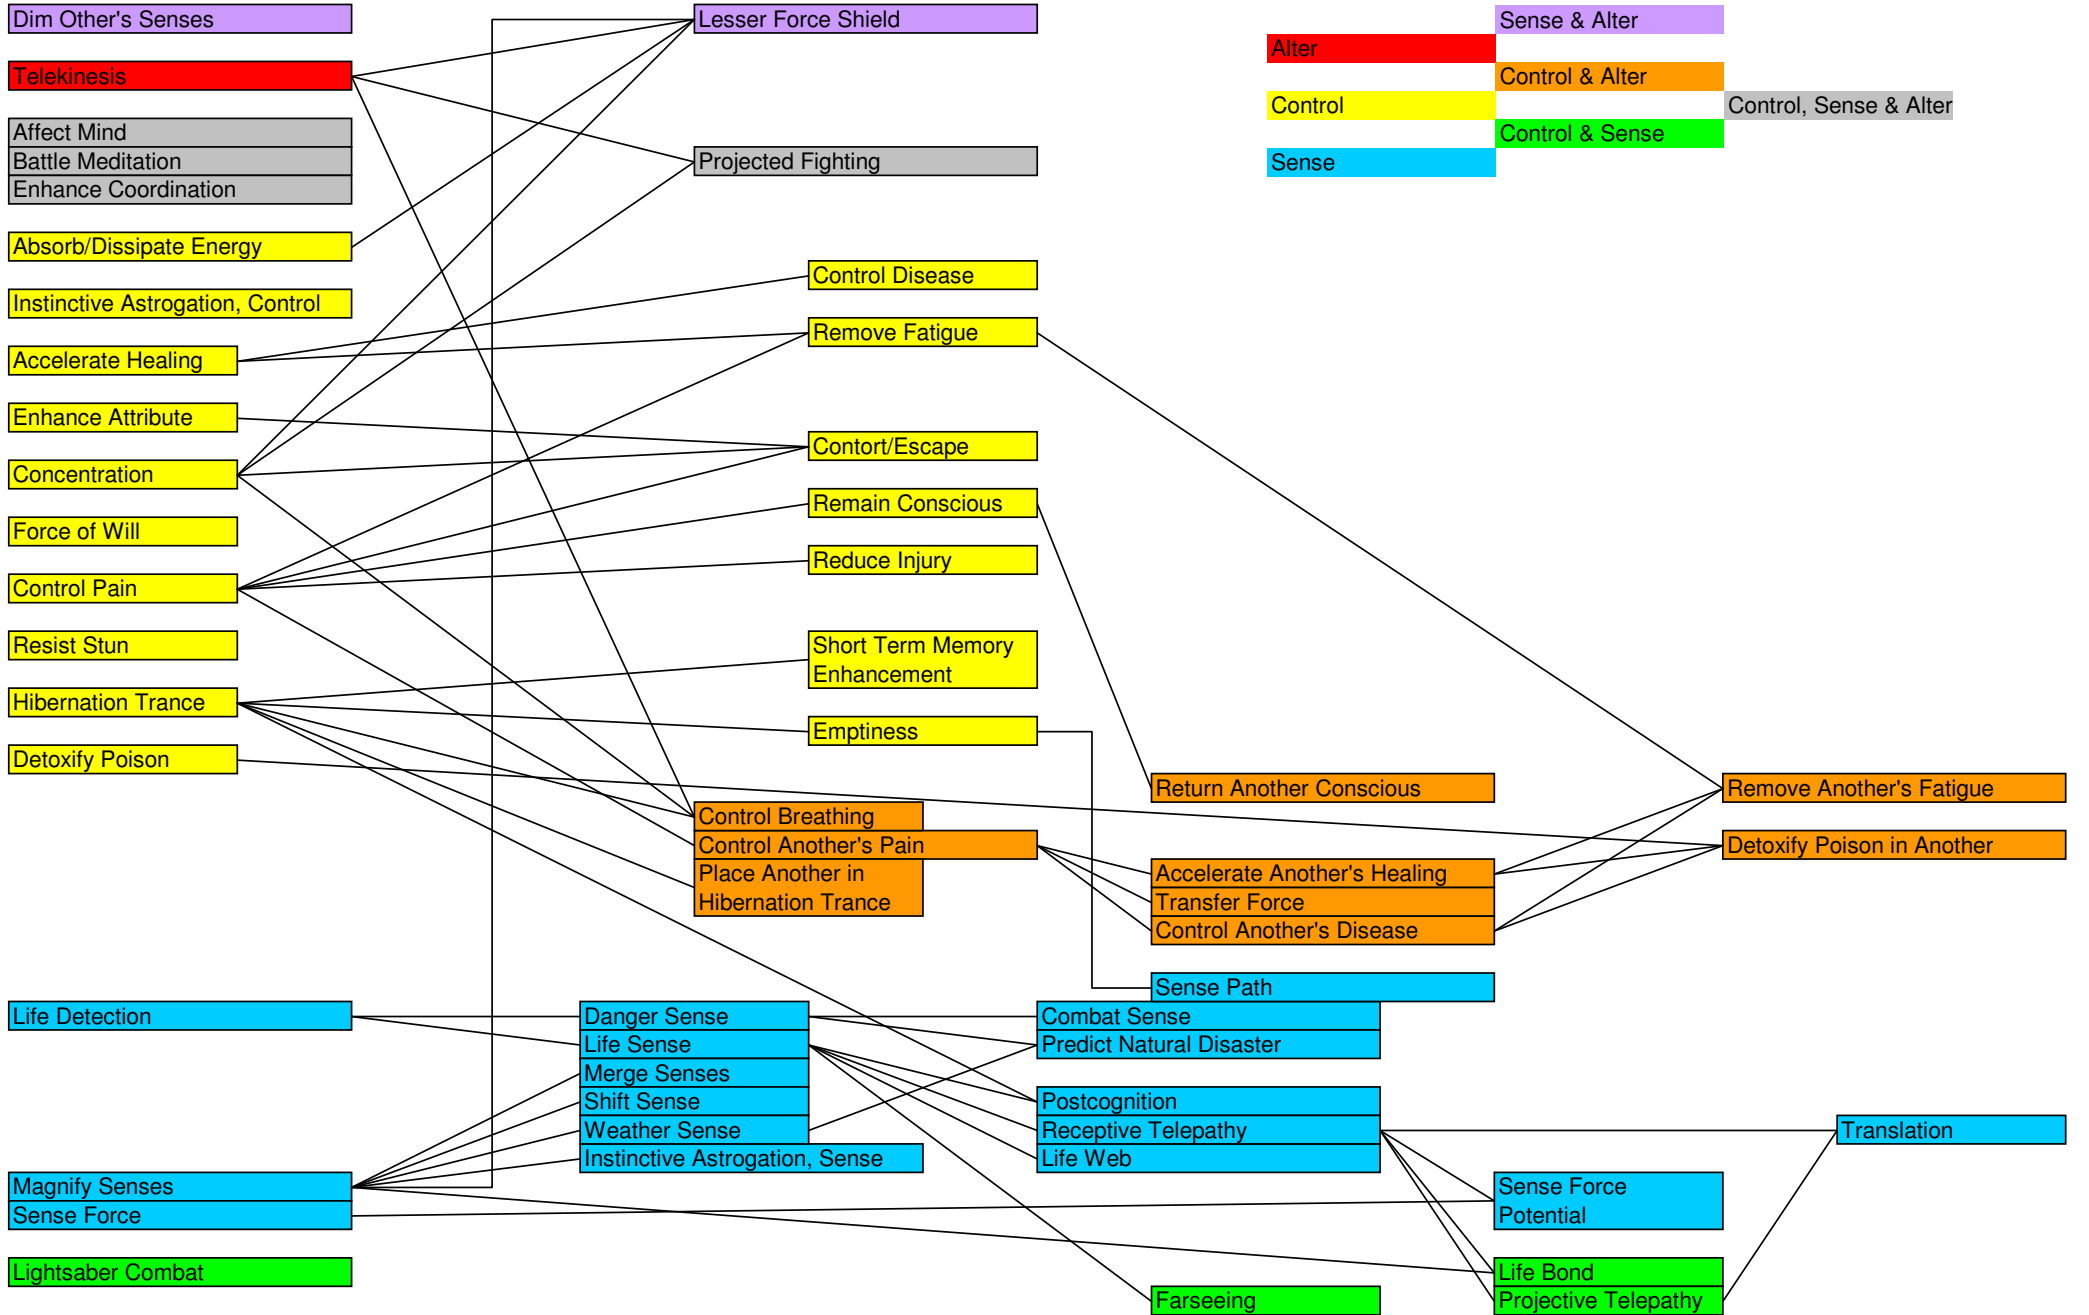 Dim Other's Senses
Lesser Force Shield
Sense & Alter
Alter
Telekinesis
Control & Alter
Control
Control, Sense & Alter
Affect Mind
Control & Sense
Battle Meditation
Projected Fighting
Sense
Enhance Coordination
Absorb/Dissipate Energy
Control Disease
Instinctive Astrogation, Control
Remove Fatigue
Accelerate Healing
Enhance Attribute
Contort/Escape
Concentration
Remain Conscious
Force of Will
Reduce Injury
Control Pain
Resist Stun
Short Term Memory
Enhancement
Hibernation Trance
Emptiness
Detoxify Poison
Return Another Conscious
Remove Another's Fatigue
Control Breathing
Control Another's Pain
Detoxify Poison in Another
Place Another in
Hibernation Trance
Accelerate Another's Healing
Transfer Force
Control Another's Disease
Sense Path
Life Detection
Danger Sense
Combat Sense
Life Sense
Predict Natural Disaster
Merge Senses
Shift Sense
Postcognition
Weather Sense
Receptive Telepathy
Translation
Instinctive Astrogation, Sense
Life Web
Magnify Senses
Sense Force
Potential
Sense Force
Lightsaber Combat
Life Bond
Farseeing
Projective Telepathy